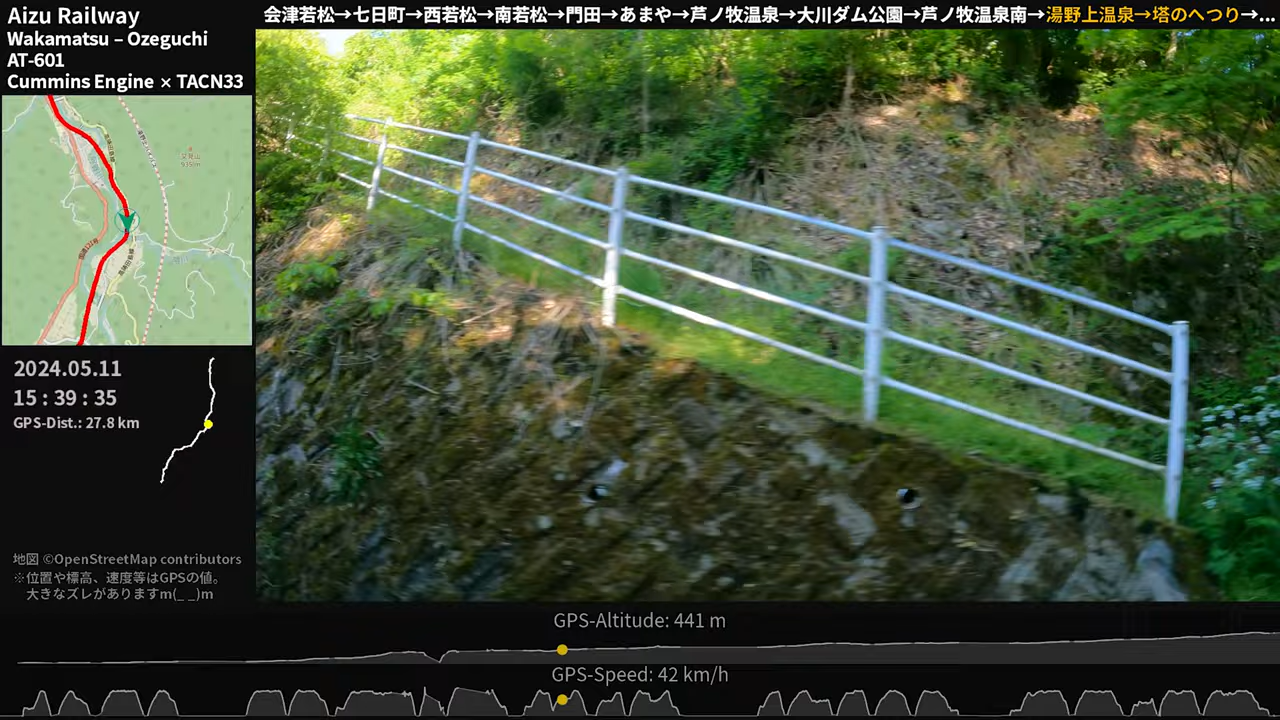 Aizu Railway
Wakamatsu – Ozeguchi
AT-601
Cummins Engine × TACN33
会津若松→七日町→西若松→南若松→門田→あまや→芦ノ牧温泉→大川ダム公園→芦ノ牧温泉南→湯野上温泉→塔のへつり→...
2024.05.11
15 : 39 : 35
GPS-Dist.: 27.8 km
地図 ©OpenStreetMap contributors
※位置や標高、速度等はGPSの値。
大きなズレがありますm(_ _)m
GPS-Altitude: 441 m
GPS-Speed: 42 km/h